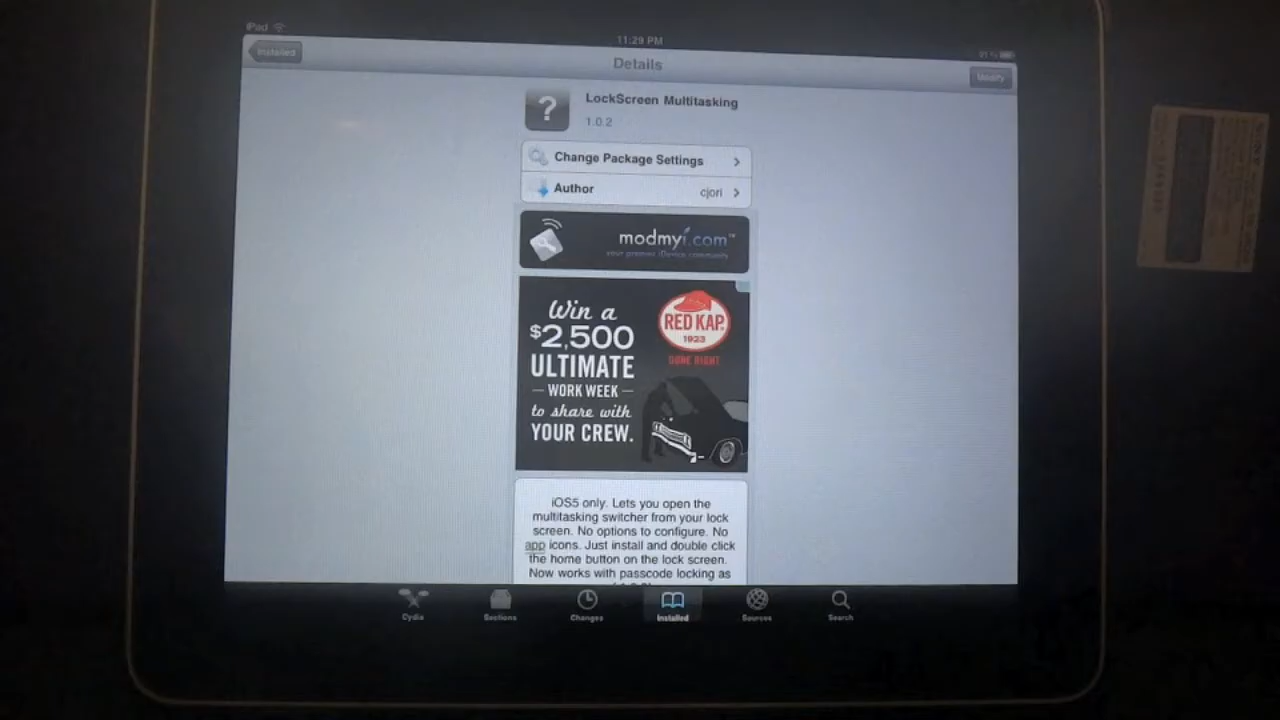 iPad
11:29 PM
Installed
Details
Modify
LockScreen Multitasking
1.0.2
Change Package Settings
Author
cjori
modmyi.com™
your premier iDevice community
Win a
$2,500
ULTIMATE
— WORK WEEK —
to share with
YOUR CREW.
RED KAP
1923
DONE RIGHT
iOS5 only. Lets you open the
multitasking switcher from your lock
screen. No options to configure. No
app icons. Just install and double click
the home button on the lock screen.
Now works with passcode locking as
Cydia
Sections
Changes
Installed
Sources
Search